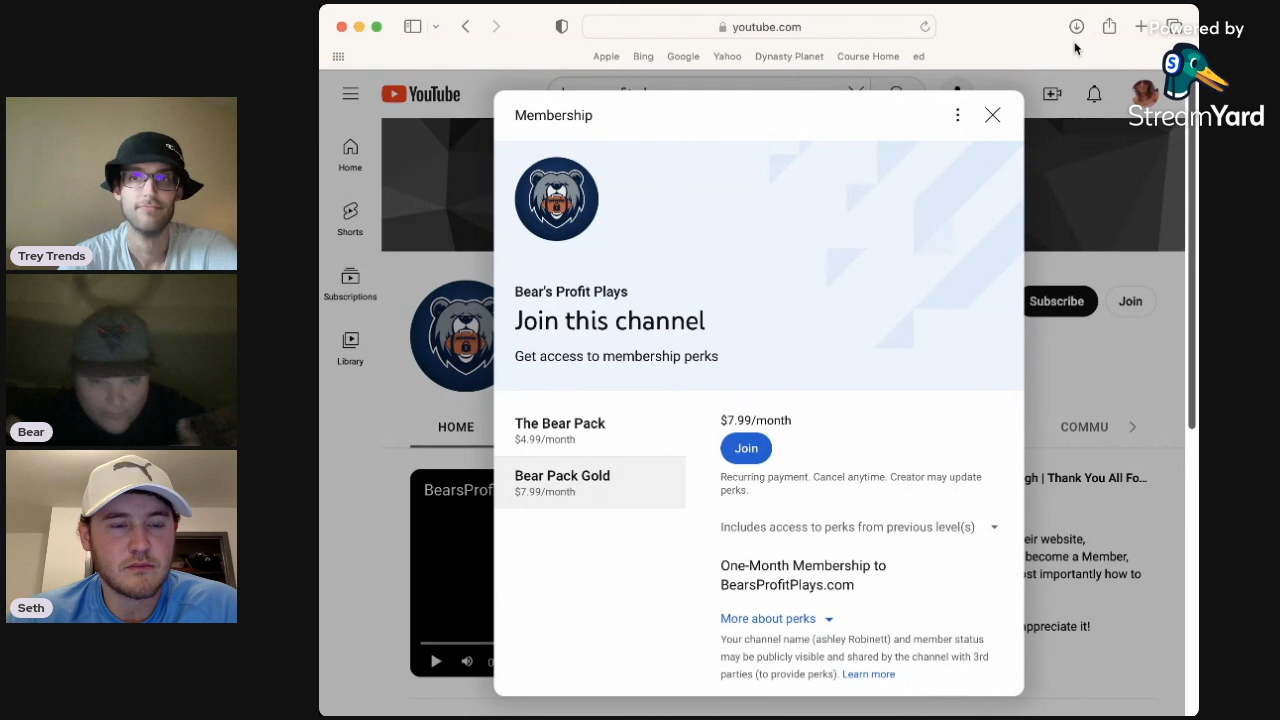 youtube.com
Powered by
Apple Bing Google Yahoo Dynasty Planet Course Home ed
YouTube
S
StreamYard
Membership
Home
Shorts
Subscriptions
Library
Trey Trends
Bear's Profit Plays
Join this channel
Get access to membership perks
Subscribe
Join
HOME
COMMU
The Bear Pack
$4.99/month
Bear Pack Gold
$7.99/month
$7.99/month
Join
Recurring payment. Cancel anytime. Creator may update
perks.
Includes access to perks from previous level(s)
One-Month Membership to
BearsProfitPlays.com
More about perks
Your channel name (ashley Robinett) and member status
may be publicly visible and shared by the channel with 3rd
parties (to provide perks). Learn more
BearsProf
gh | Thank You All Fo...
eir website,
become a Member,
st importantly how to
appreciate it!
Bear
Seth